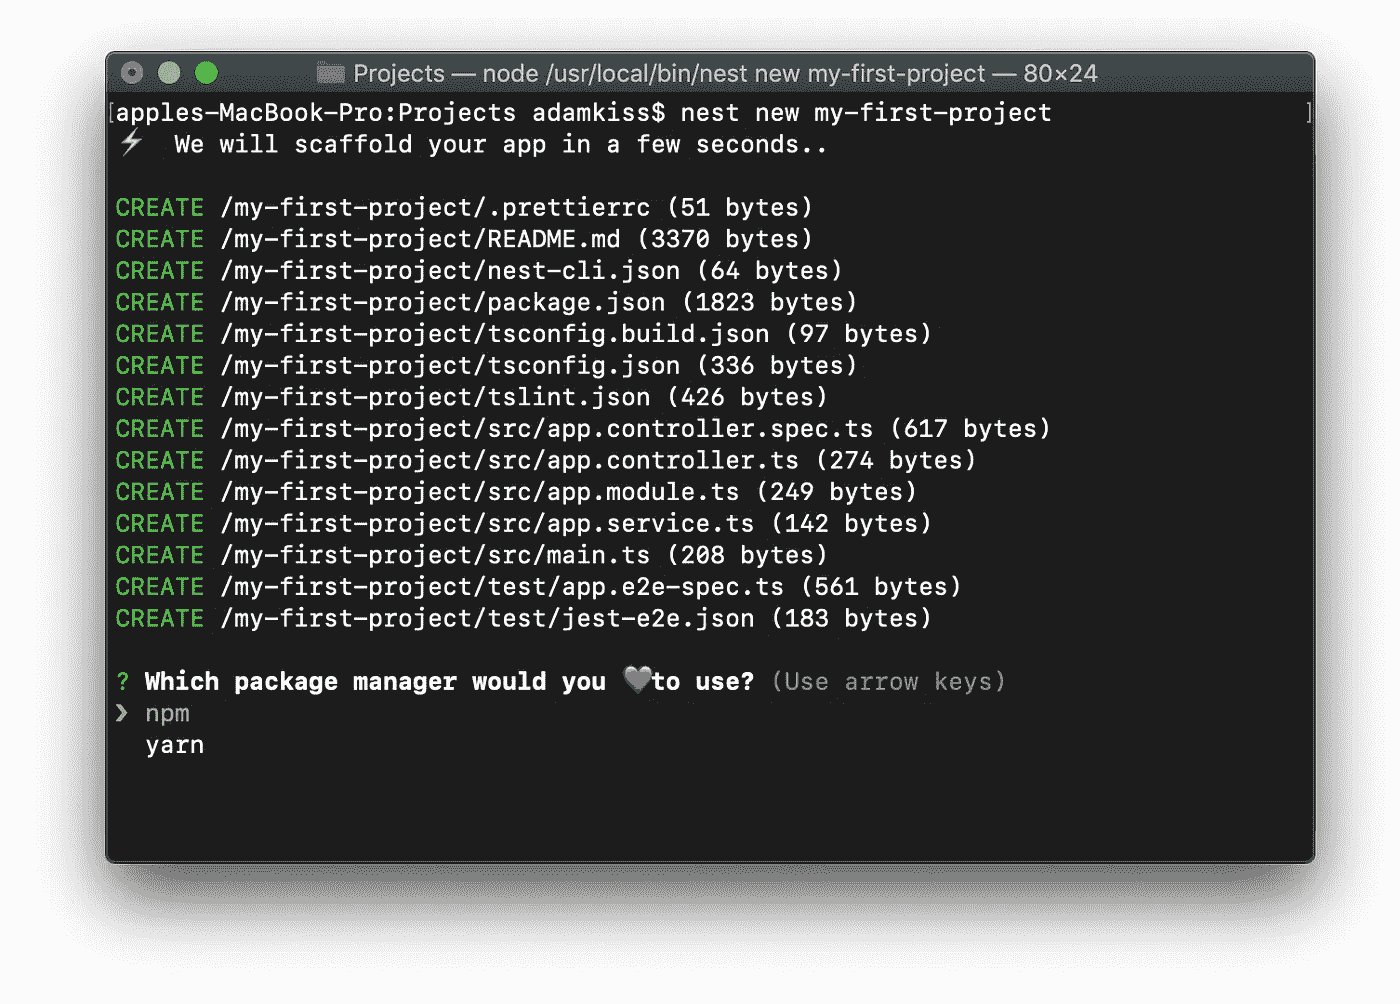 Projects — node /usr/local/bin/nest new my-first-project — 80×24
[apples-MacBook-Pro:Projects adamkiss$ nest new my-first-project ]
⚡ We will scaffold your app in a few seconds..
CREATE /my-first-project/.prettierrc (51 bytes)
CREATE /my-first-project/README.md (3370 bytes)
CREATE /my-first-project/nest-cli.json (64 bytes)
CREATE /my-first-project/package.json (1823 bytes)
CREATE /my-first-project/tsconfig.build.json (97 bytes)
CREATE /my-first-project/tsconfig.json (336 bytes)
CREATE /my-first-project/tslint.json (426 bytes)
CREATE /my-first-project/src/app.controller.spec.ts (617 bytes)
CREATE /my-first-project/src/app.controller.ts (274 bytes)
CREATE /my-first-project/src/app.module.ts (249 bytes)
CREATE /my-first-project/src/app.service.ts (142 bytes)
CREATE /my-first-project/src/main.ts (208 bytes)
CREATE /my-first-project/test/app.e2e-spec.ts (561 bytes)
CREATE /my-first-project/test/jest-e2e.json (183 bytes)
? Which package manager would you 🖤to use? (Use arrow keys)
❯ npm
yarn